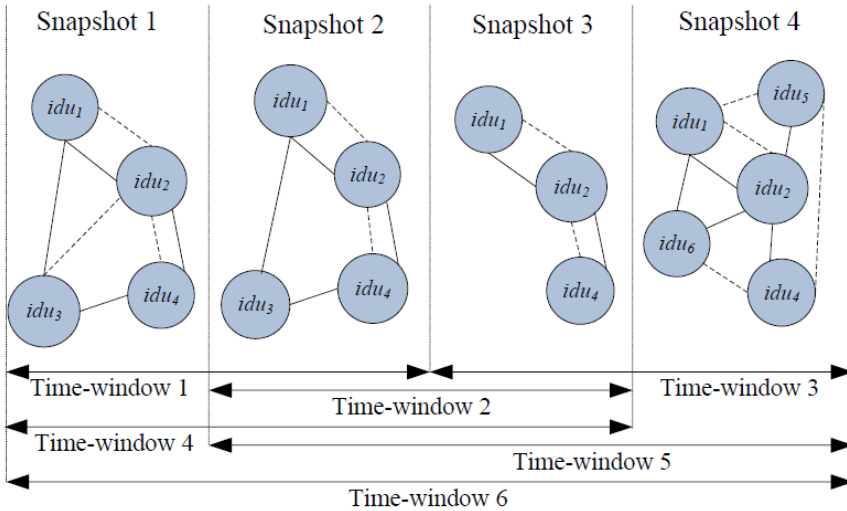 Snapshot 1
Snapshot 2
Snapshot 3
Snapshot 4
idu1
idu2
idu3
idu4
idu1
idu2
idu3
idu4
idu1
idu2
idu4
idu5
idu1
idu2
idu6
idu4
Time-window 1
Time-window 3
Time-window 2
Time-window 4
Time-window 5
Time-window 6